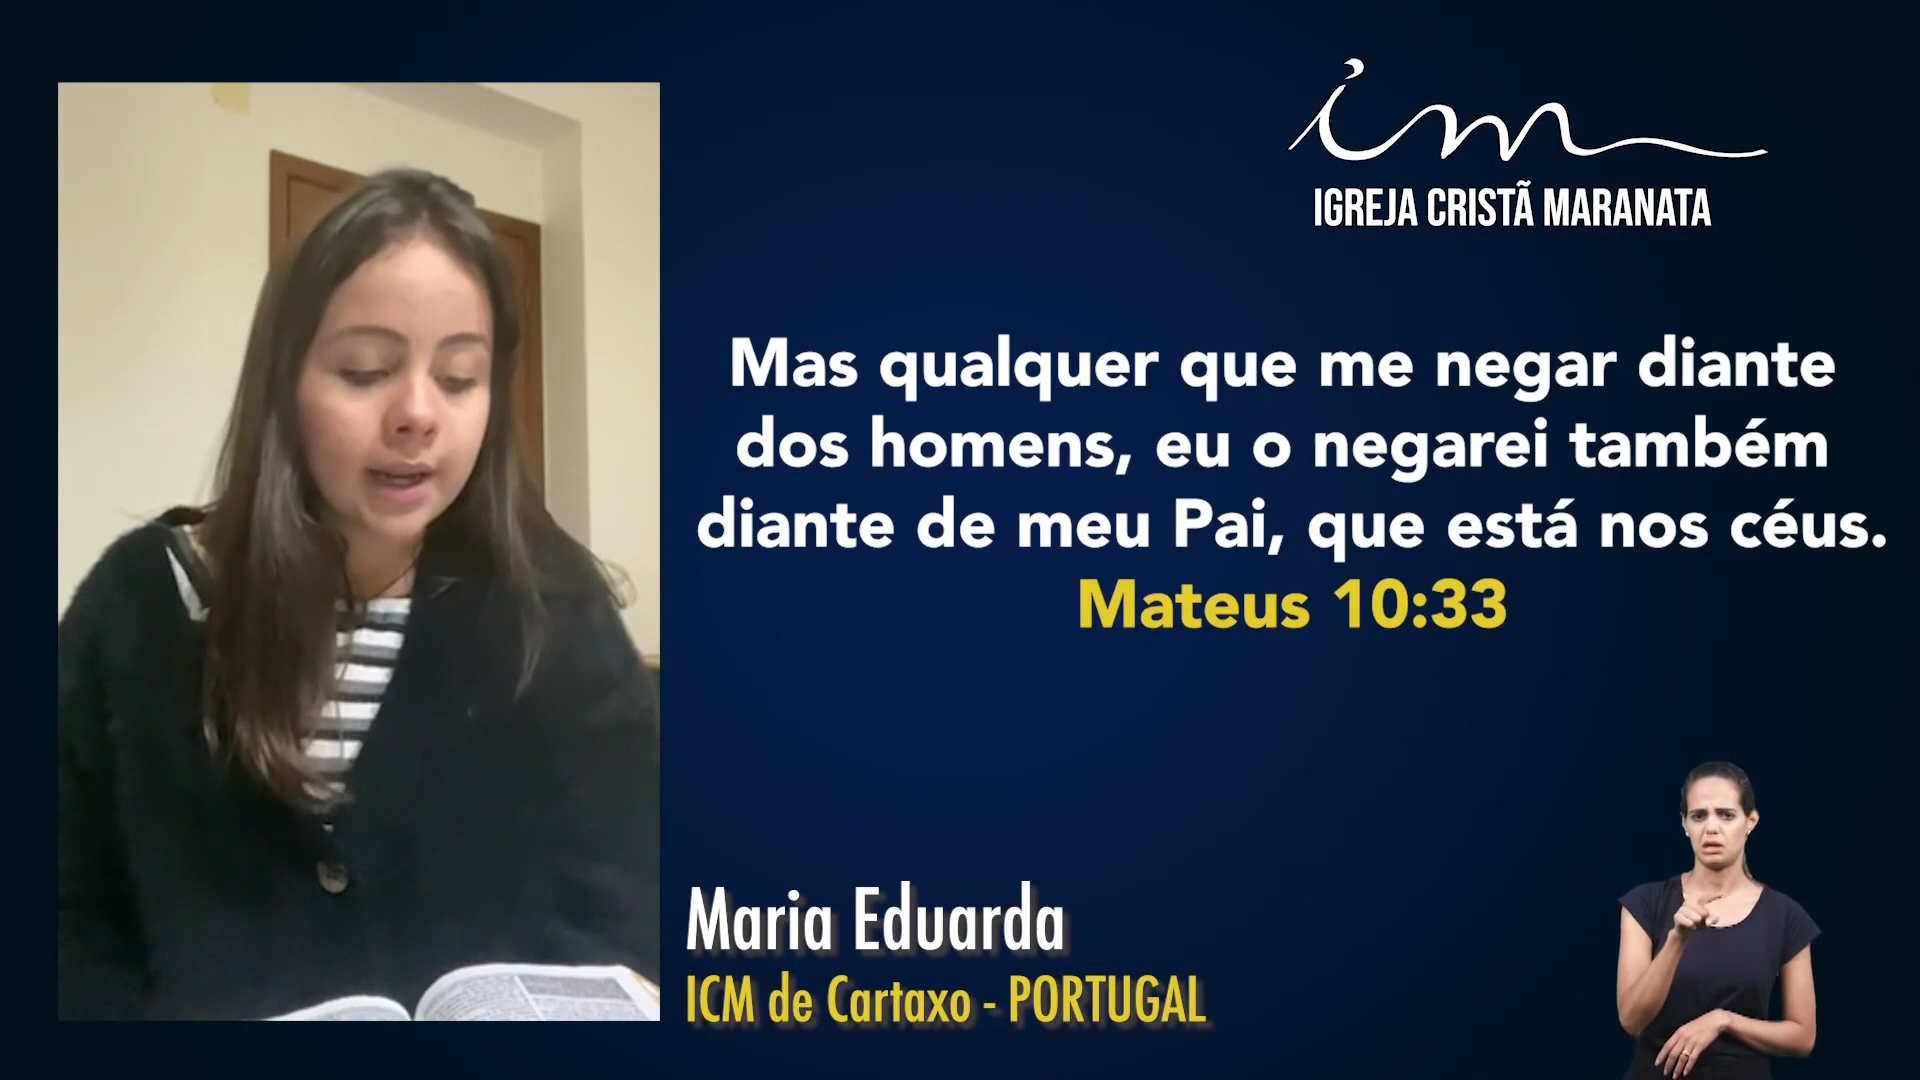 im
IGREJA CRISTÃ MARANATA
Mas qualquer que me negar diante
dos homens, eu o negarei também
diante de meu Pai, que está nos céus.
Mateus 10:33
Maria Eduarda
ICM de Cartaxo - PORTUGAL